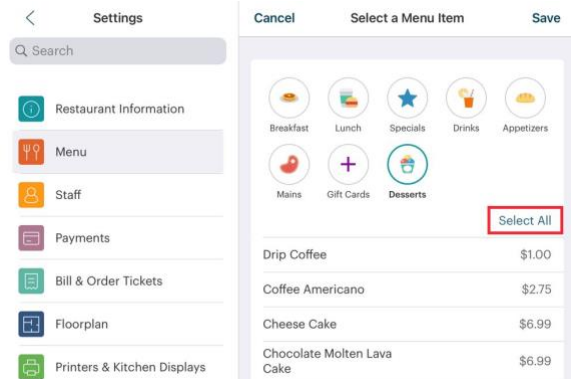 Settings
Search
Restaurant Information
Menu
Staff
Payments
Bill & Order Tickets
Floorplan
Printers & Kitchen Displays
Cancel Select a Menu Item Save
Breakfast Lunch Specials Drinks Appetizers
Mains Gift Cards Desserts
Select All
Drip Coffee $1.00
Coffee Americano $2.75
Cheese Cake $6.99
Chocolate Molten Lava
Cake $6.99